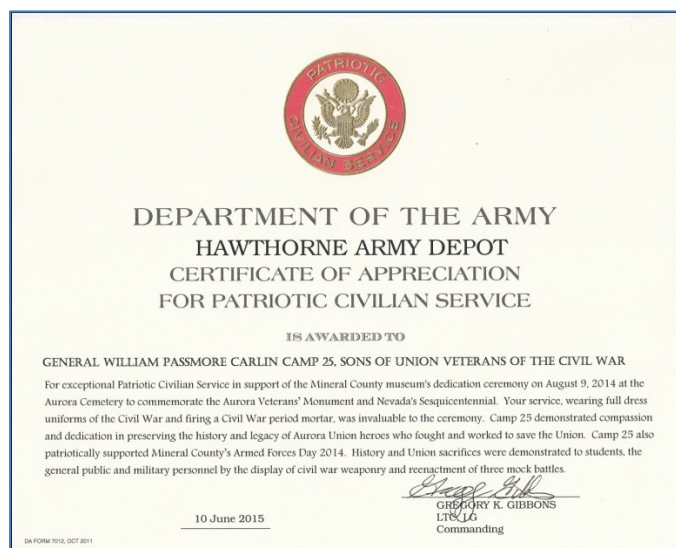 PATRIOTIC
CIVILIAN SERVICE
DEPARTMENT OF THE ARMY
HAWTHORNE ARMY DEPOT
CERTIFICATE OF APPRECIATION
FOR PATRIOTIC CIVILIAN SERVICE
IS AWARDED TO
GENERAL WILLIAM PASSMORE CARLIN CAMP 25, SONS OF UNION VETERANS OF THE CIVIL WAR
For exceptional Patriotic Civilian Service in support of the Mineral County museum's dedication ceremony on August 9, 2014 at the
Aurora Cemetery to commemorate the Aurora Veterans' Monument and Nevada's Sesquicentennial. Your service, wearing full dress
uniforms of the Civil War and firing a Civil War period mortar, was invaluable to the ceremony. Camp 25 demonstrated compassion
and dedication in preserving the history and legacy of Aurora Union heroes who fought and worked to save the Union. Camp 25 also
patriotically supported Mineral County's Armed Forces Day 2014. History and Union sacrifices were demonstrated to students, the
general public and military personnel by the display of civil war weaponry and reenactment of three mock battles.
GREGORY K. GIBBONS
10 June 2015
LTC, LG
Commanding
DA FORM 7012, OCT 2011